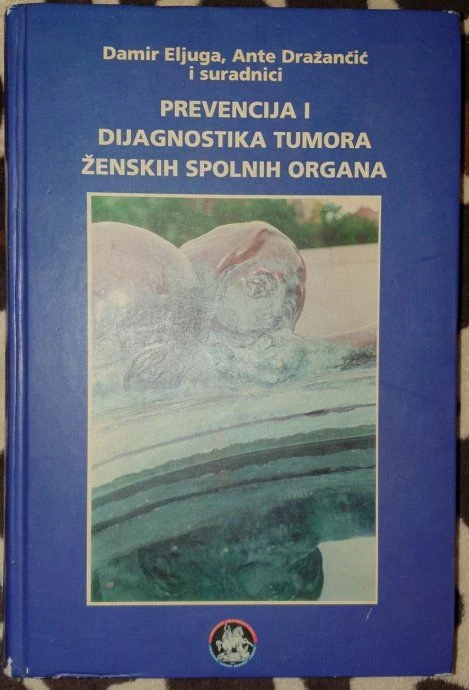 Damir Eljuga, Ante Dražančić
i suradnici
PREVENCIJA I
DIJAGNOSTIKA TUMORA
ŽENSKIH SPOLNIH ORGANA